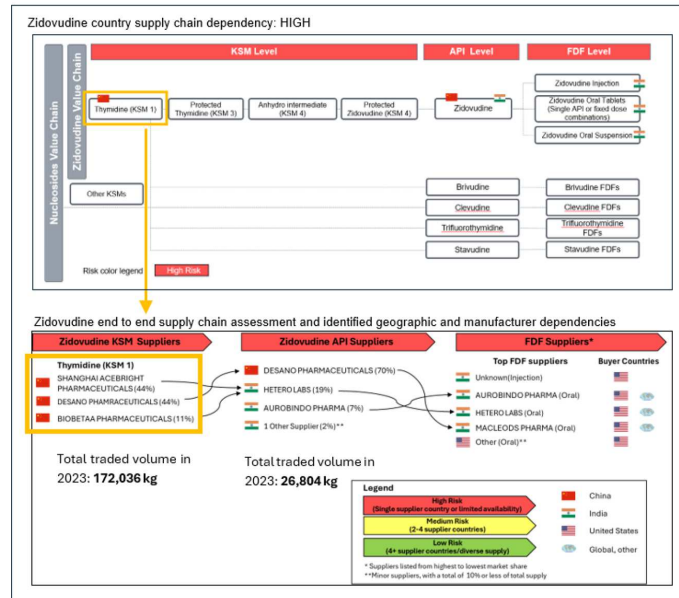 Zidovudine country supply chain dependency: HIGH
KSM Level
API Level
FDF Level
Nucleosides Value Chain
Zidovudine Value Chain
Thymidine (KSM 1)
Protected
Thymidine (KSM 3)
Anhydro intermediate
(KSM 4)
Protected
Zidovudine (KSM 4)
Zidovudine
Zidovudine Injection
Zidovudine Oral Tablets
(Single API or fixed dose
combinations)
Zidovudine Oral Suspension
Other KSMs
Brivudine
Brivudine FDFs
Clevudine
Clevudine FDFs
Trifluorothymidine
Trifluorothymidine
FDFs
Stavudine
Stavudine FDFs
Risk color legend
High Risk
Zidovudine end to end supply chain assessment and identified geographic and manufacturer dependencies
Zidovudine KSM Suppliers
Zidovudine API Suppliers
FDF Suppliers*
Thymidine (KSM 1)
SHANGHAI ACEBRIGHT
PHARMACEUTICALS (44%)
DESANO PHAMRACEUTICALS (44%)
BIOBETAA PHARMACEUTICALS (11%)
Total traded volume in
2023: 172,036 kg
DESANO PHARMACEUTICALS (70%)
HETERO LABS (19%)
AUROBINDO PHARMA (7%)
1 Other Supplier (2%)**
Total traded volume in
2023: 26,804 kg
Top FDF suppliers
Buyer Countries
Unknown(Injection)
AUROBINDO PHARMA (Oral)
HETERO LABS (Oral)
MACLEODS PHARMA (Oral)
Other (Oral)**
Legend
High Risk
(Single supplier country or limited availability)
Medium Risk
(2-4 supplier countries)
Low Risk
(4+ supplier countries/diverse supply)
* Suppliers listed from highest to lowest market share
**Minor suppliers, with a total of 10% or less of total supply
China
India
United States
Global, other